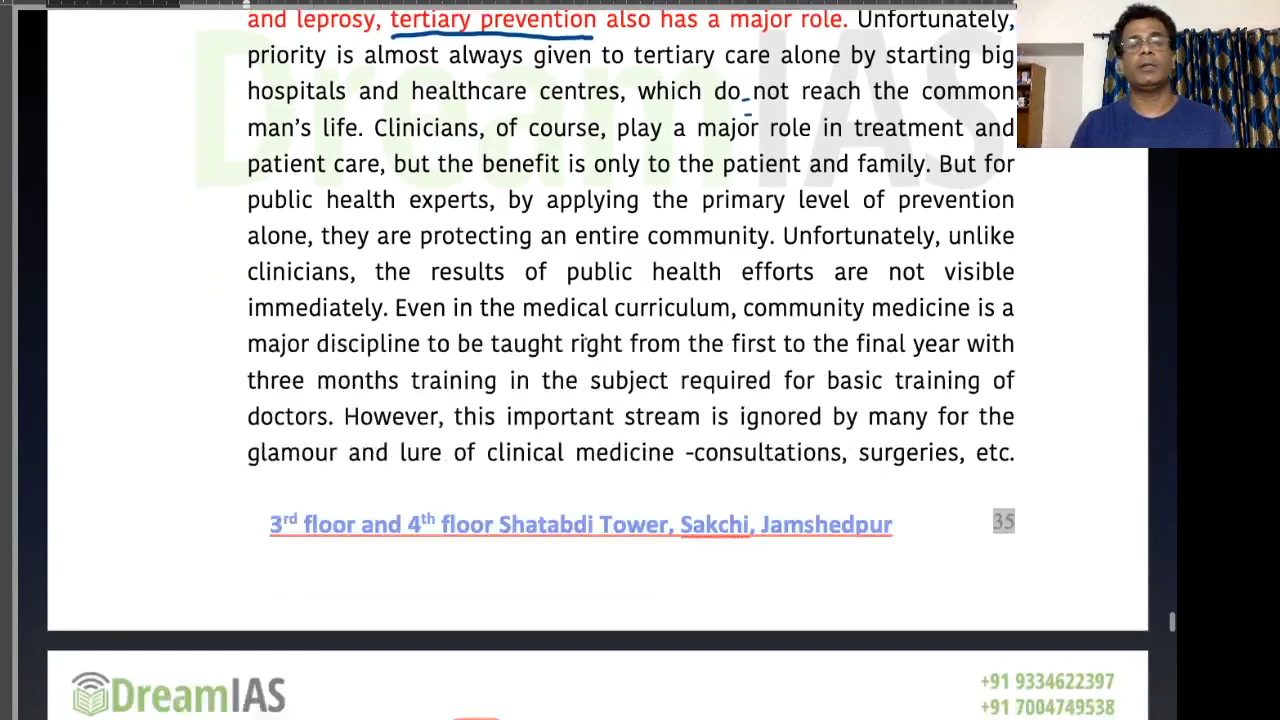 and leprosy, tertiary prevention also has a major role. Unfortunately,
priority is almost always given to tertiary care alone by starting big
hospitals and healthcare centres, which do not reach the common
man's life. Clinicians, of course, play a major role in treatment and
patient care, but the benefit is only to the patient and family. But for
public health experts, by applying the primary level of prevention
alone, they are protecting an entire community. Unfortunately, unlike
clinicians, the results of public health efforts are not visible
immediately. Even in the medical curriculum, community medicine is a
major discipline to be taught right from the first to the final year with
three months training in the subject required for basic training of
doctors. However, this important stream is ignored by many for the
glamour and lure of clinical medicine -consultations, surgeries, etc.
DreamIAS
3rd floor and 4th floor Shatabdi Tower, Sakchi, Jamshedpur 35
DreamIAS
+91 9334622397
+91 7004749538